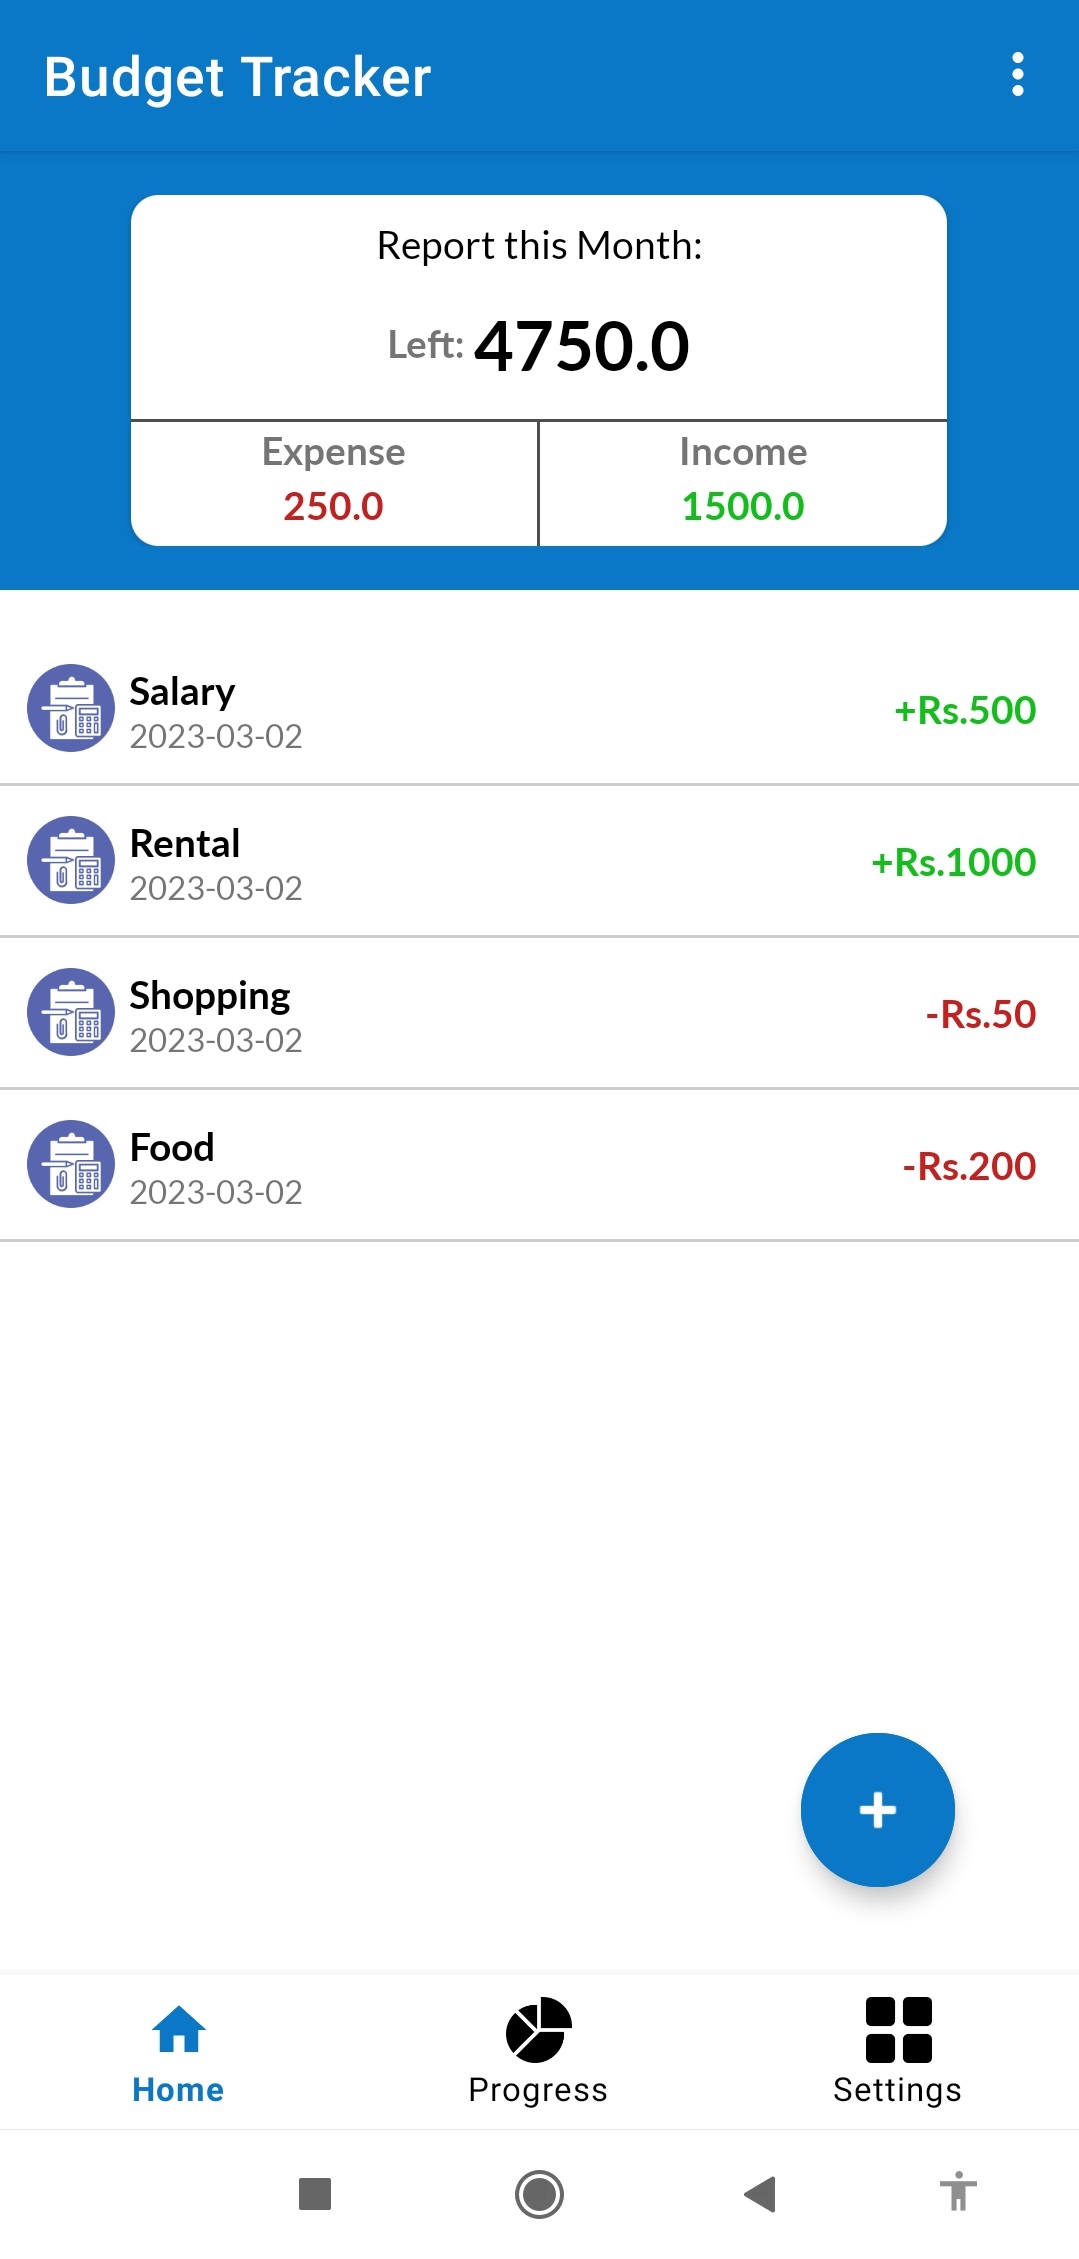 Budget Tracker
Report this Month:
Left: 4750.0
Expense
Income
250.0
1500.0
Salary
2023-03-02
+Rs.500
Rental
2023-03-02
+Rs.1000
Shopping
2023-03-02
-Rs.50
Food
2023-03-02
-Rs.200
Home
Progress
Settings